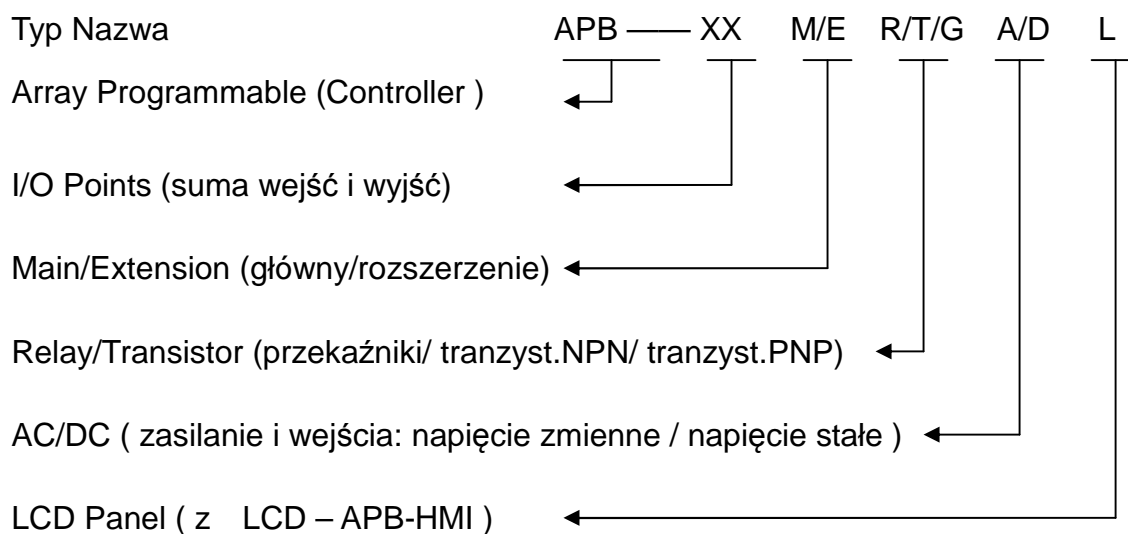 Typ Nazwa APB —— XX M/E R/T/G A/D L
Array Programmable (Controller )
I/O Points (suma wejść i wyjść)
Main/Extension (główny/rozszerzenie)
Relay/Transistor (przekaźniki/ tranzyst.NPN/ tranzyst.PNP)
AC/DC ( zasilanie i wejścia: napięcie zmienne / napięcie stałe )
LCD Panel ( z LCD – APB-HMI )